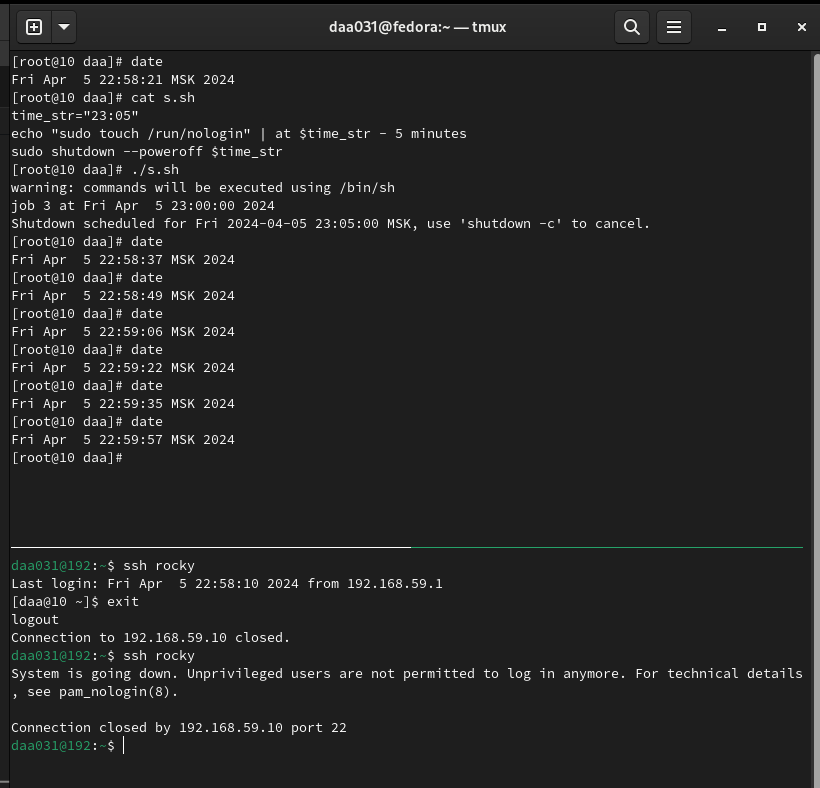 daa031@fedora:~ — tmux
[root@10 daa]# date
Fri Apr  5 22:58:21 MSK 2024
[root@10 daa]# cat s.sh
time_str="23:05"
echo "sudo touch /run/nologin" | at $time_str - 5 minutes
sudo shutdown --poweroff $time_str
[root@10 daa]# ./s.sh
warning: commands will be executed using /bin/sh
job 3 at Fri Apr  5 23:00:00 2024
Shutdown scheduled for Fri 2024-04-05 23:05:00 MSK, use 'shutdown -c' to cancel.
[root@10 daa]# date
Fri Apr  5 22:58:37 MSK 2024
[root@10 daa]# date
Fri Apr  5 22:58:49 MSK 2024
[root@10 daa]# date
Fri Apr  5 22:59:06 MSK 2024
[root@10 daa]# date
Fri Apr  5 22:59:22 MSK 2024
[root@10 daa]# date
Fri Apr  5 22:59:35 MSK 2024
[root@10 daa]# date
Fri Apr  5 22:59:57 MSK 2024
[root@10 daa]#
daa031@192:~$ ssh rocky
Last login: Fri Apr  5 22:58:10 2024 from 192.168.59.1
[daa@10 ~]$ exit
logout
Connection to 192.168.59.10 closed.
daa031@192:~$ ssh rocky
System is going down. Unprivileged users are not permitted to log in anymore. For technical details
, see pam_nologin(8).
Connection closed by 192.168.59.10 port 22
daa031@192:~$